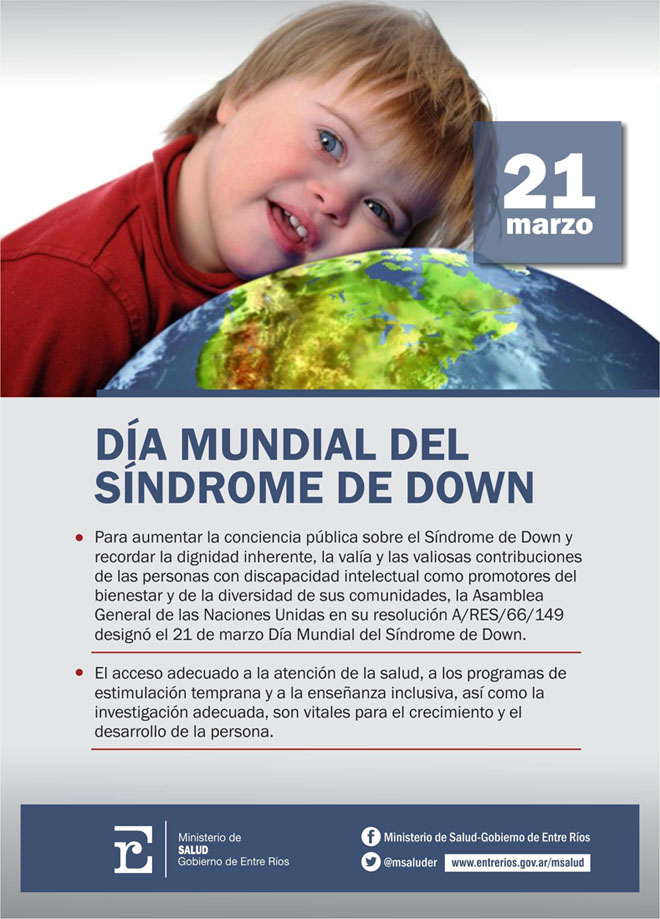 21
marzo
DÍA MUNDIAL DEL
SÍNDROME DE DOWN
Para aumentar la conciencia pública sobre el Síndrome de Down y
recordar la dignidad inherente, la valía y las valiosas contribuciones
de las personas con discapacidad intelectual como promotores del
bienestar y de la diversidad de sus comunidades, la Asamblea
General de las Naciones Unidas en su resolución A/RES/66/149
designó el 21 de marzo Día Mundial del Síndrome de Down.
El acceso adecuado a la atención de la salud, a los programas de
estimulación temprana y a la enseñanza inclusiva, así como la
investigación adecuada, son vitales para el crecimiento y el
desarrollo de la persona.
Ministerio de
SALUD
Gobierno de Entre Ríos
Ministerio de Salud-Gobierno de Entre Ríos
@msaluder www.entrerios.gov.ar/msalud